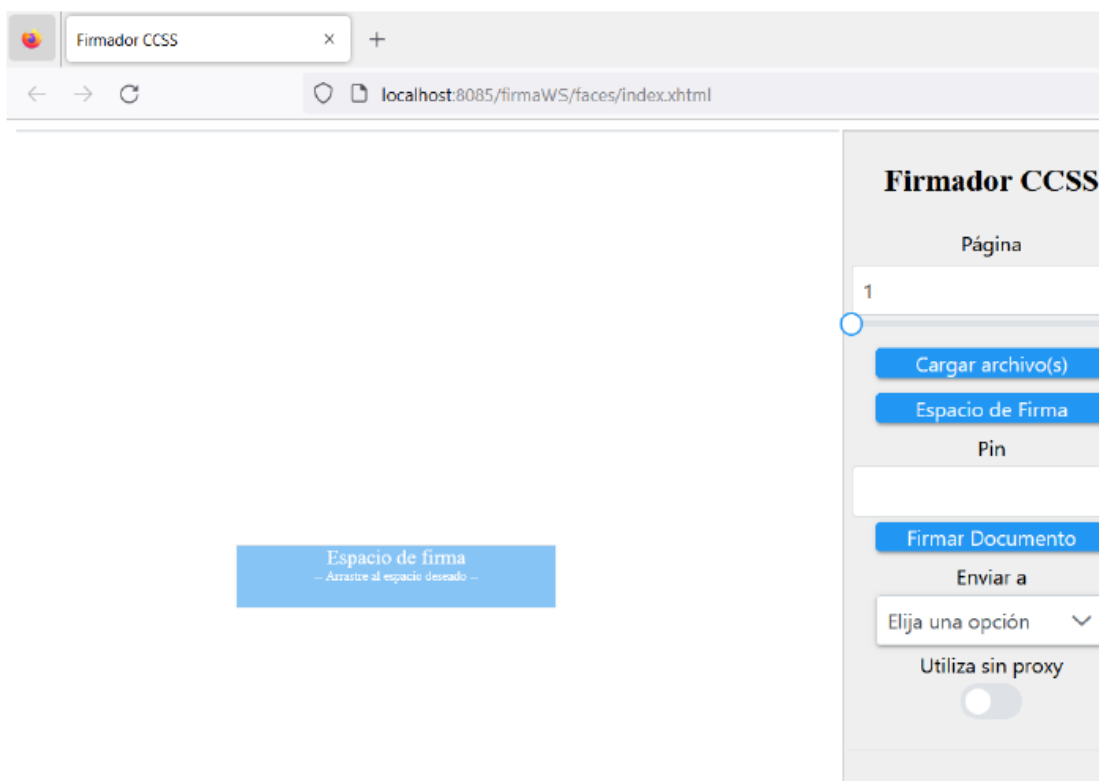 Firmador CCSS
localhost:8085/firmaWS/faces/index.xhtml
Firmador CCSS
Página
1
Cargar archivo(s)
Espacio de Firma
Pin
Espacio de firma
-- Arrastre al espacio deseado --
Firmar Documento
Enviar a
Elija una opción
Utiliza sin proxy